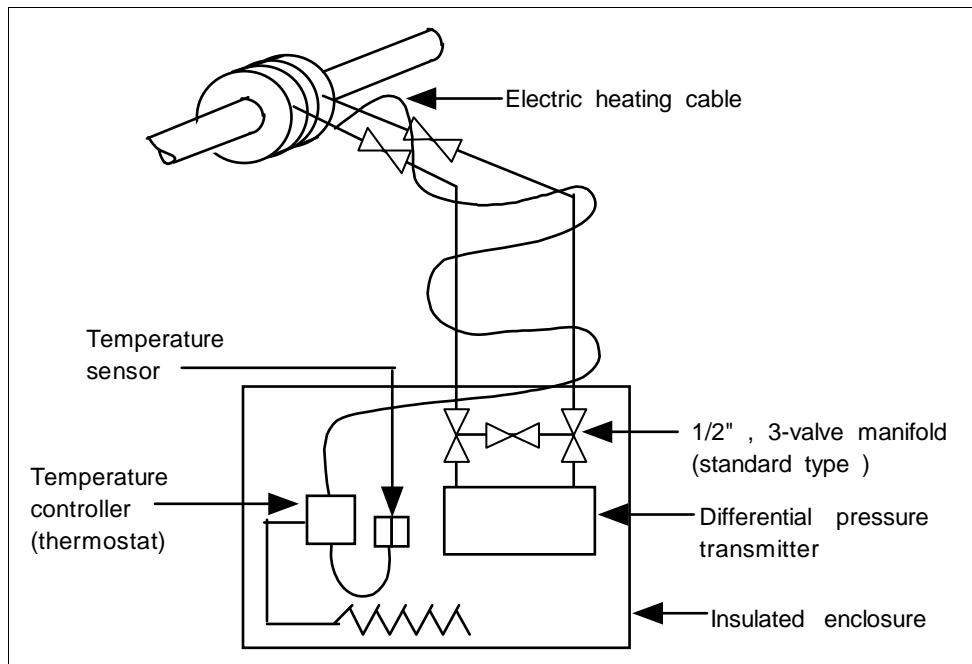 Electric heating cable
Temperature
sensor
1/2" , 3-valve manifold
(standard type )
Temperature
controller
(thermostat)
Differential pressure
transmitter
Insulated enclosure